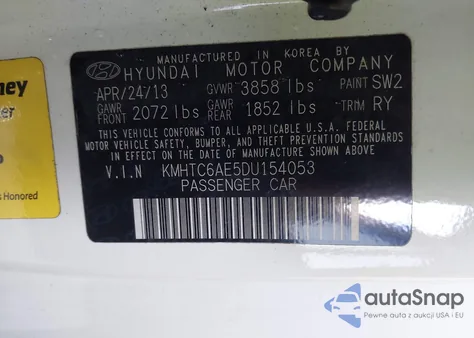 ney
er
s Honored
MANUFACTURED IN KOREA BY
HYUNDAI MOTOR COMPANY
APR/24/13 GVWR 3858 lbs PAINT SW2
GAWR FRONT 2072 lbs GAWR REAR 1852 lbs TRIM RY
THIS VEHICLE CONFORMS TO ALL APPLICABLE U.S.A. FEDERAL
MOTOR VEHICLE SAFETY, BUMPER, AND THEFT PREVENTION STANDARDS
IN EFFECT ON THE DATE OF MANUFACTURE SHOWN ABOVE.
V.I.N KMHTC6AE5DU154053
PASSENGER CAR
autoSnap
Pewne auta z aukcji USA i EU